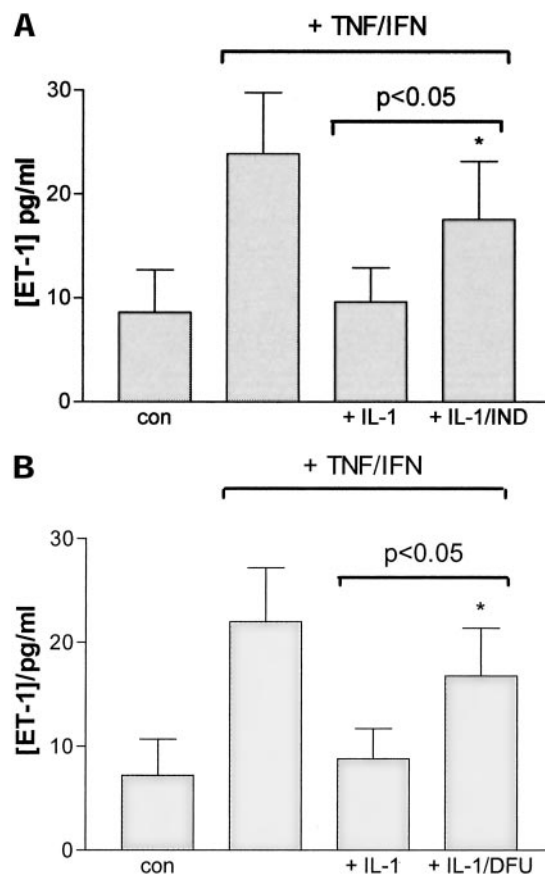 A
+ TNF/IFN
p<0.05
*
[ET-1] pg/ml
30
20
10
0
con
+ IL-1
+ IL-1/IND
B
+ TNF/IFN
p<0.05
*
[ET-1]/pg/ml
30
20
10
0
con
+ IL-1
+ IL-1/DFU